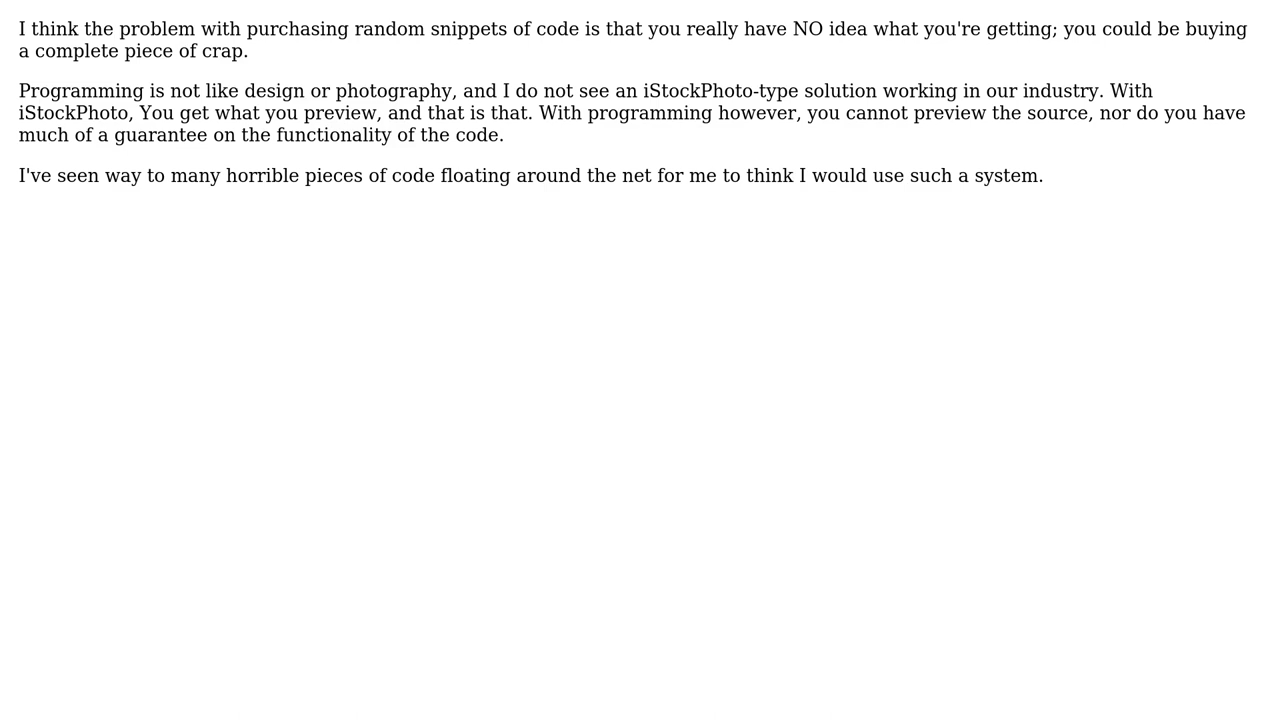 I think the problem with purchasing random snippets of code is that you really have NO idea what you're getting; you could be buying
a complete piece of crap.
Programming is not like design or photography, and I do not see an iStockPhoto-type solution working in our industry. With
iStockPhoto, You get what you preview, and that is that. With programming however, you cannot preview the source, nor do you have
much of a guarantee on the functionality of the code.
I've seen way to many horrible pieces of code floating around the net for me to think I would use such a system.